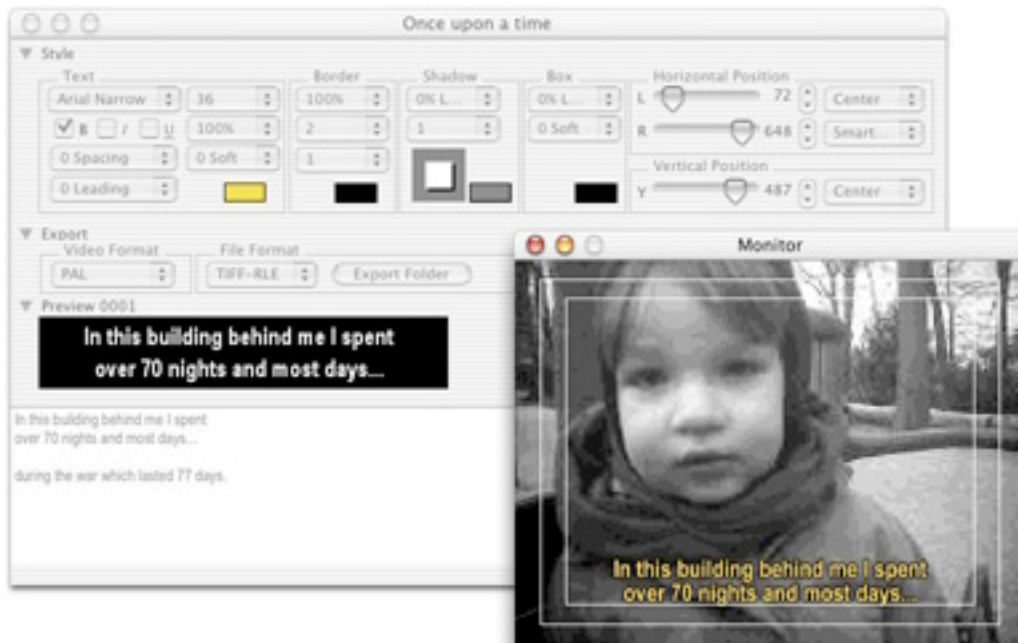 Once upon a time
Style
Text Border Shadow Box Horizontal Position
Arial Narrow 36 100% 0% L... 0% L... L 72 Center
B I U 100% 2 1 0 Soft R 648 Smart...
0 Spacing 0 Soft 1
Vertical Position
0 Leading Y 487 Center
Export
Video Format File Format
PAL TIFF-RLE Export Folder
Monitor
Preview 0001
In this building behind me I spent
over 70 nights and most days...
In this building behind me I spent
over 70 nights and most days...
during the war which lasted 77 days.
In this building behind me I spent
over 70 nights and most days...